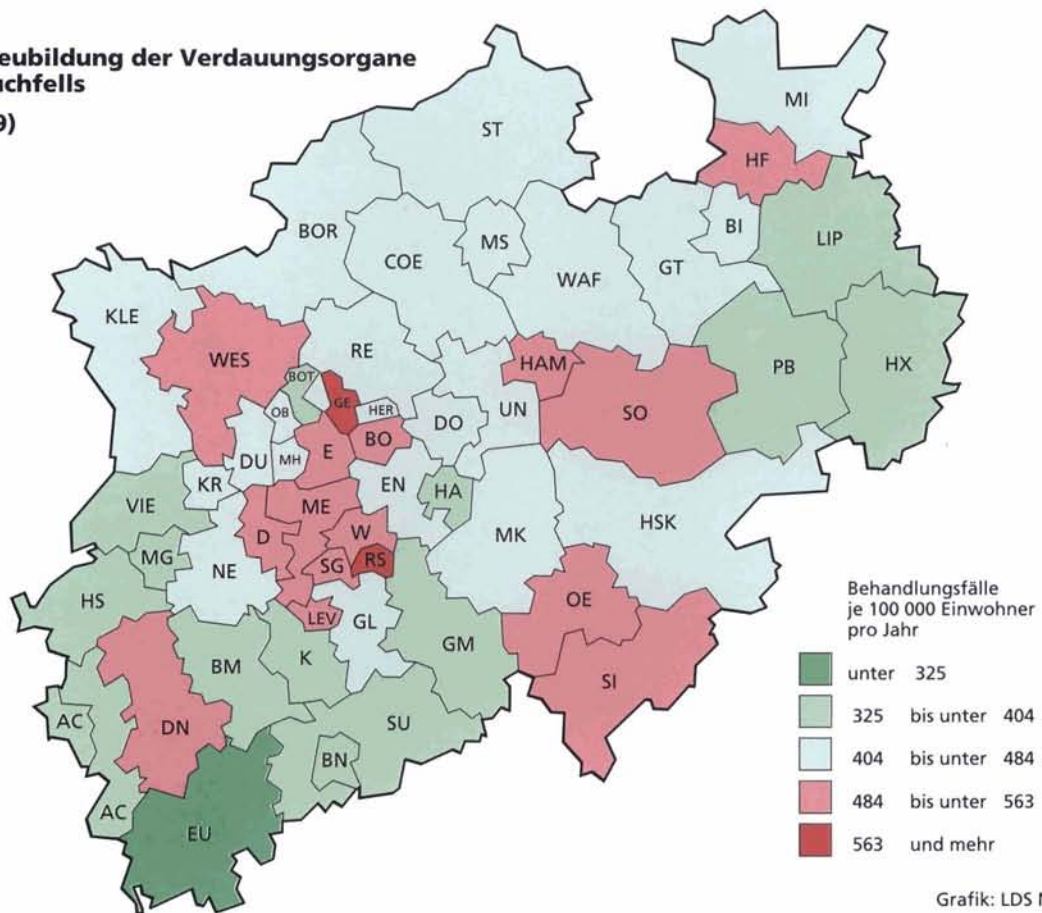 eubildung der Verdauungsorgane
uchfells
9)
MI
ST
HF
BI
LIP
BOR
MS
COE
GT
WAF
KLE
RE
WES
HAM
PB
HX
BOT
GE
HER
OB
UN
SO
DO
BO
E
DU
MH
KR
EN
HA
VIE
ME
HSK
W
D
MK
MG
SG
RS
NE
HS
OE
LEV
GL
GM
K
BM
SI
AC
DN
SU
BN
AC
EU
Behandlungsfälle
je 100 000 Einwohner
pro Jahr
unter 325
325 bis unter 404
404 bis unter 484
484 bis unter 563
563 und mehr
Grafik: LDS N